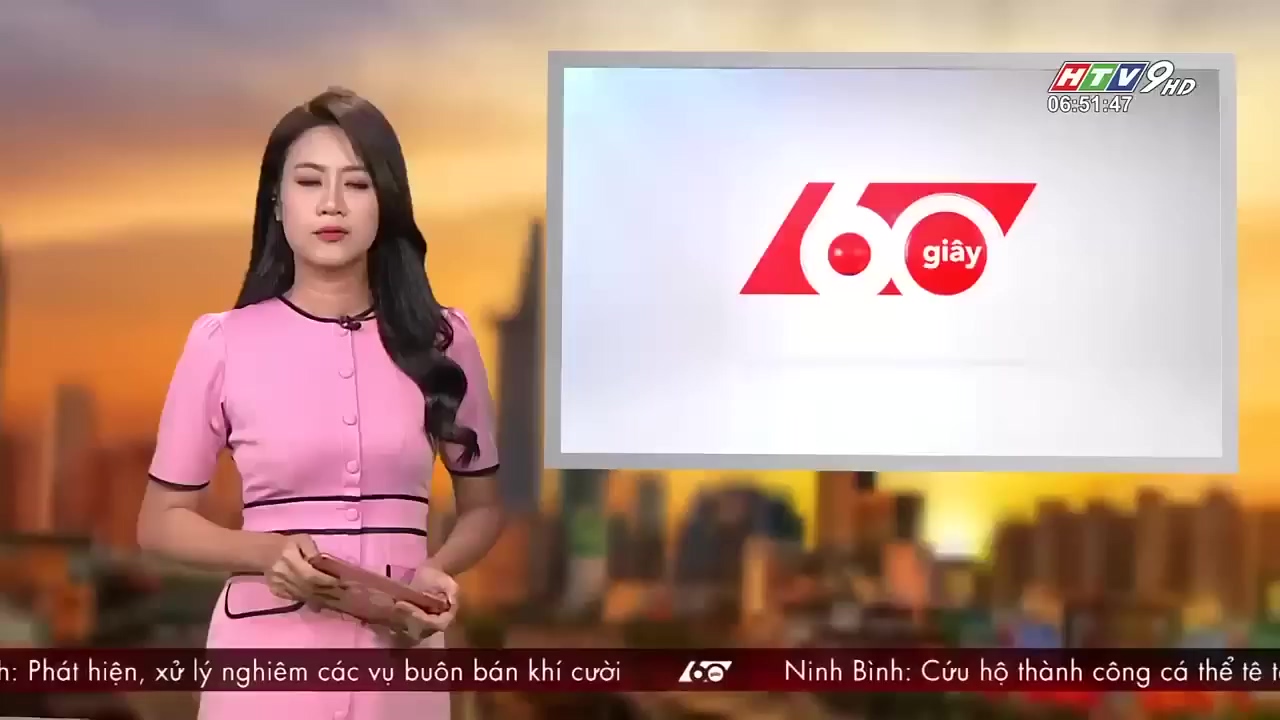 HTV9HD
06:51:47
60 giây
h: Phát hiện, xử lý nghiêm các vụ buôn bán khí cười 60 Ninh Bình: Cứu hộ thành công cá thể tê